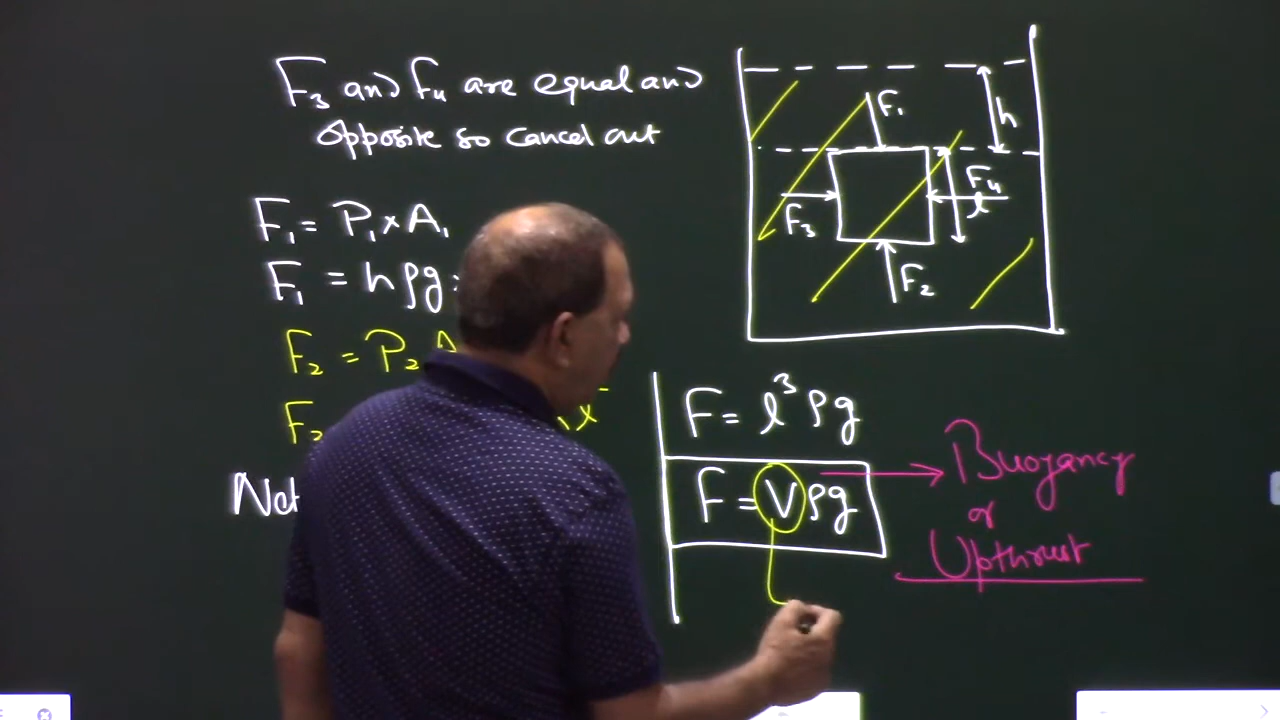 F₃ and F₄ are equal and
opposite so cancel out
F₁ = P₁ × A₁
F₁ = hρg
F₂ = P₂ A
F₂
F₁
h
F₄
l
F₃
F₂
F = l³ρg
F = Vρg
Buoyancy
or
Upthrust